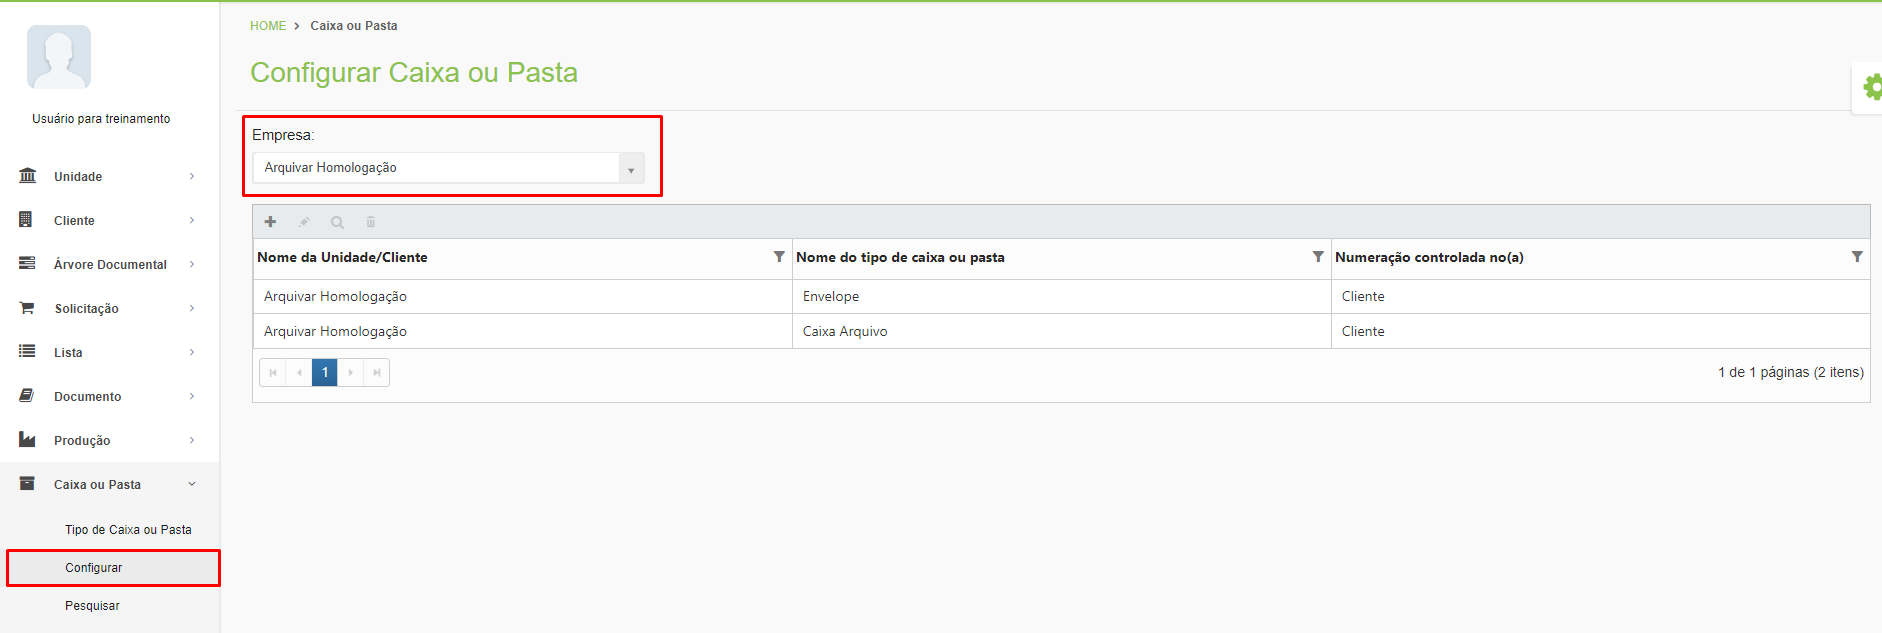 HOME > Caixa ou Pasta
Configurar Caixa ou Pasta
Usuário para treinamento
Unidade
Cliente
Árvore Documental
Solicitação
Lista
Documento
Produção
Caixa ou Pasta
Tipo de Caixa ou Pasta
Configurar
Pesquisar
Empresa:
Arquivar Homologação
Nome da Unidade/Cliente Nome do tipo de caixa ou pasta Numeração controlada no(a)
Arquivar Homologação Envelope Cliente
Arquivar Homologação Caixa Arquivo Cliente
1 1 de 1 páginas (2 itens)